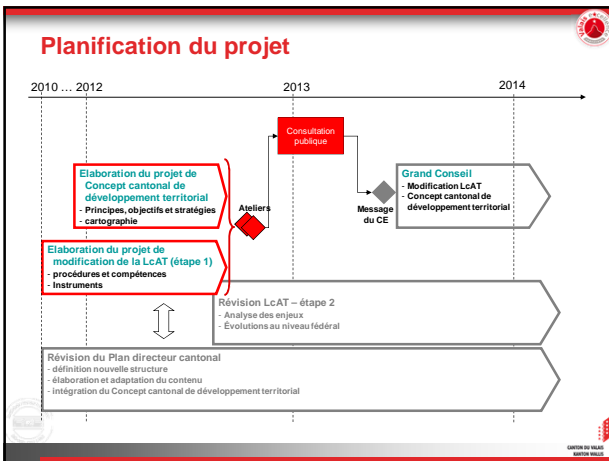 Planification du projet
2010 ... 2012
2013
2014
Consultation
publique
Elaboration du projet de
Concept cantonal de
développement territorial
- Principes, objectifs et stratégies
- cartographie
Ateliers
Message
du CE
Grand Conseil
- Modification LcAT
- Concept cantonal de
développement territorial
Elaboration du projet de
modification de la LcAT (étape 1)
- procédures et compétences
- Instruments
Révision LcAT – étape 2
- Analyse des enjeux
- Évolutions au niveau fédéral
Révision du Plan directeur cantonal
- définition nouvelle structure
- élaboration et adaptation du contenu
- intégration du Concept cantonal de développement territorial
CANTON DU VALAIS
KANTON WALLIS